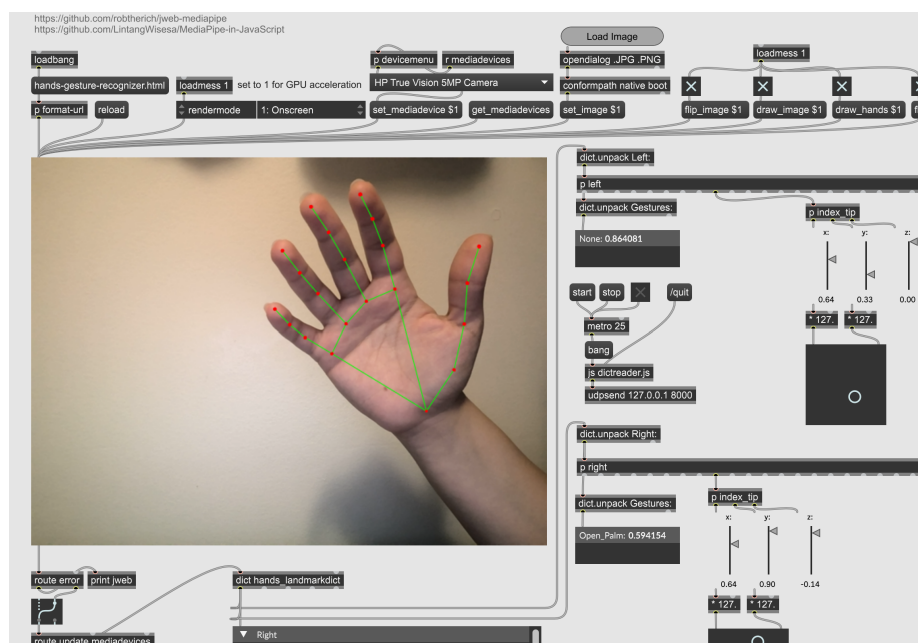 https://github.com/robtherich/jweb-mediapipe
https://github.com/LintangWisesa/MediaPipe-in-JavaScript
Load Image
loadbang
p devicemenu
r mediadevices
opendialog .JPG .PNG
loadmess 1
hands-gesture-recognizer.html
loadmess 1
set to 1 for GPU acceleration
HP True Vision 5MP Camera
conformpath native boot
p format-url
reload
rendermode
1: Onscreen
set_mediadevice $1
get_mediadevices
set_image $1
flip_image $1
draw_image $1
draw_hands $1
dict.unpack Left:
p left
dict.unpack Gestures:
p index_tip
x:
y:
z:
None: 0.864081
0.64
0.33
0.00
start
stop
/quit
* 127.
* 127.
metro 25
bang
js dictreader.js
udpsend 127.0.0.1 8000
dict.unpack Right:
p right
dict.unpack Gestures:
p index_tip
x:
y:
z:
Open_Palm: 0.594154
0.64
0.90
-0.14
* 127.
* 127.
route error
print jweb
dict hands_landmarkdict
route update mediadevices
Right